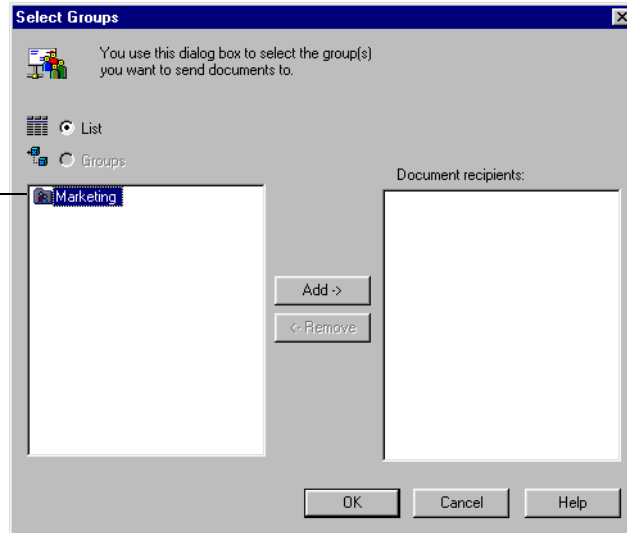 Select Groups
You use this dialog box to select the group(s)
you want to send documents to.
List
Groups
Document recipients:
Marketing
Add ->
<- Remove
OK
Cancel
Help